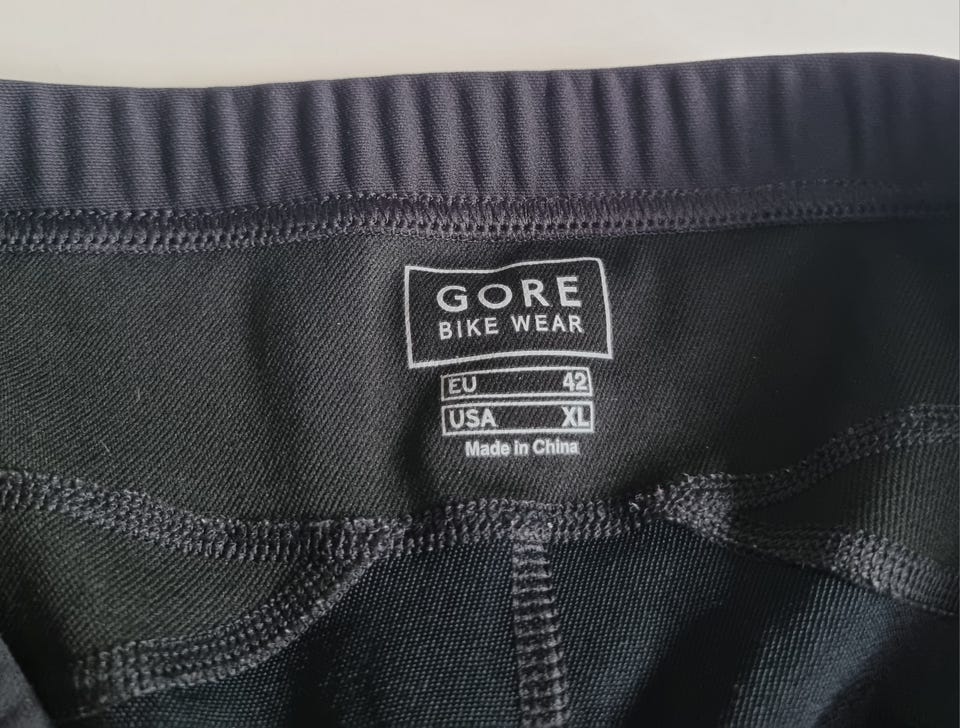 GORE
BIKE WEAR
EU 42
USA XL
Made in China